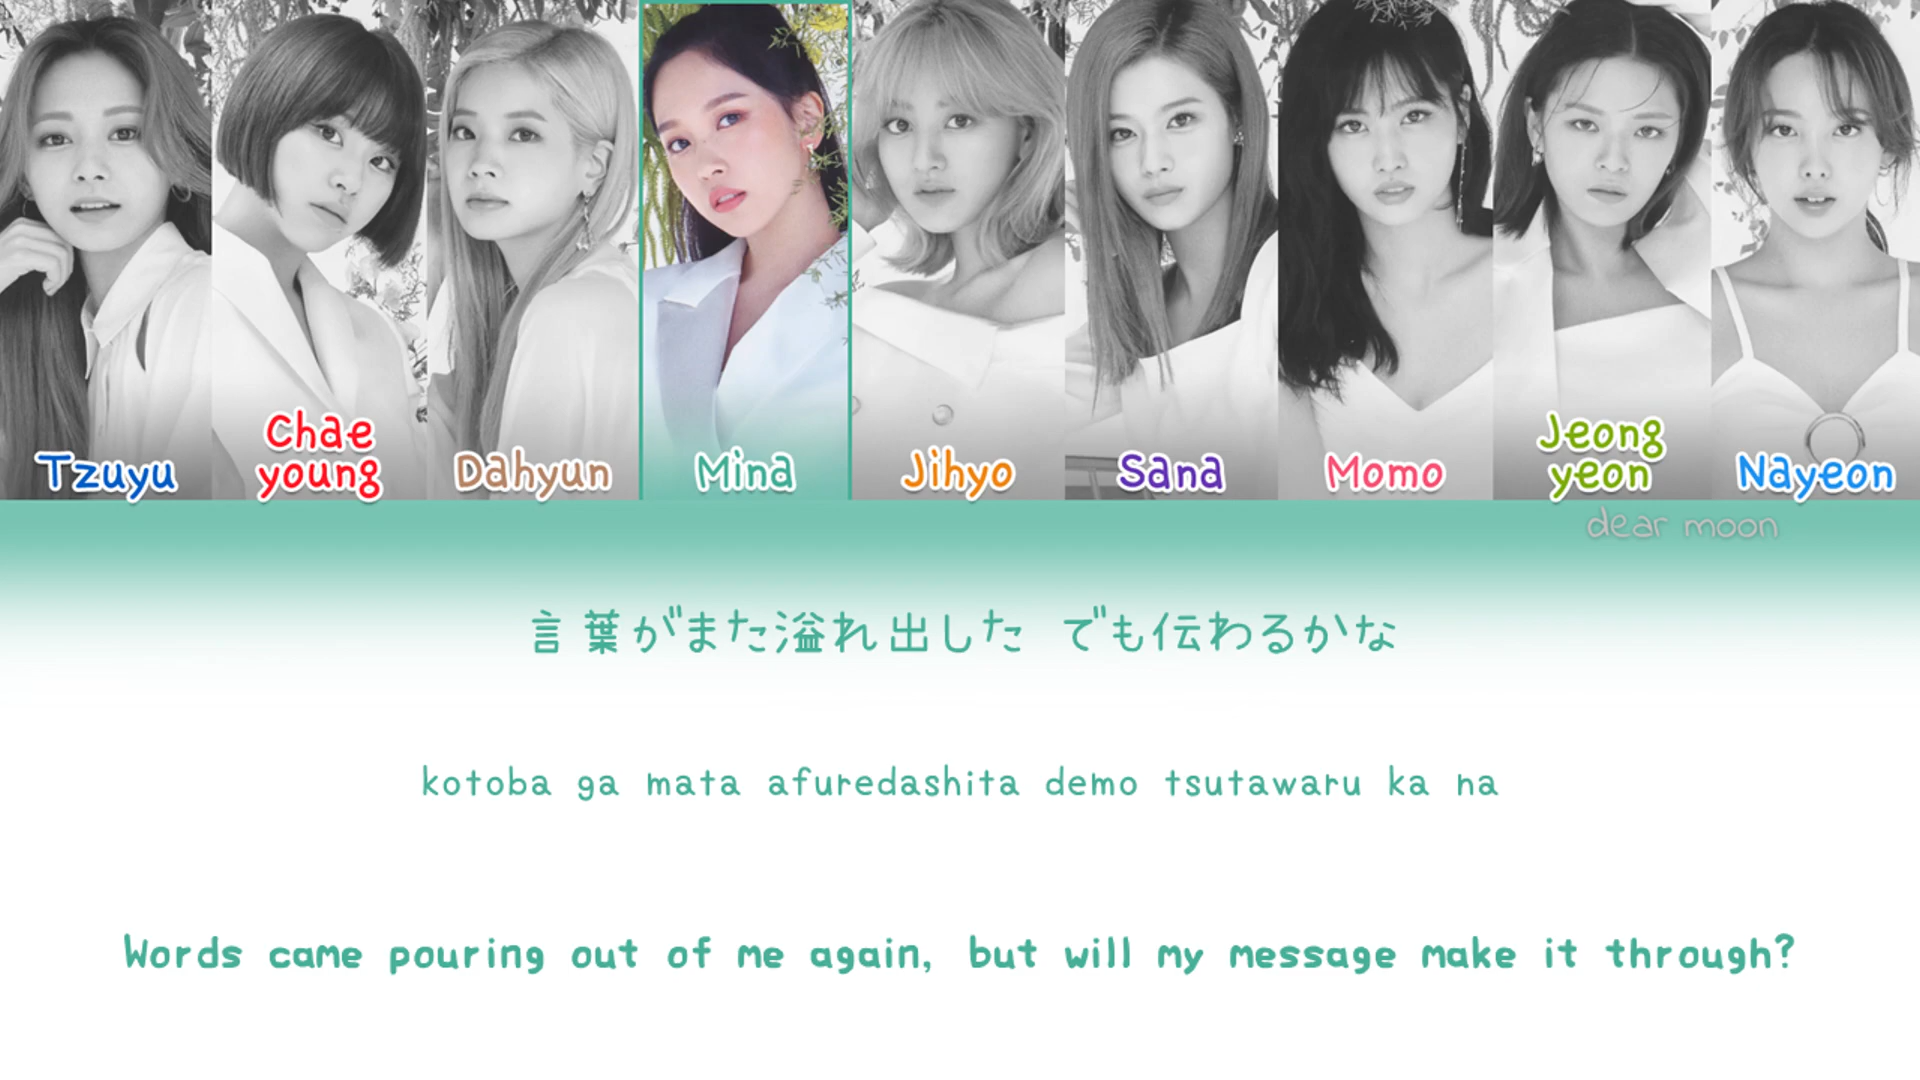 Tzuyu
Chae
young
Dahyun
Mina
Jihyo
Sana
Momo
Jeong
yeon
Nayeon
dear moon
言葉がまた溢れ出した でも伝わるかな
kotoba ga mata afuredashita demo tsutawaru ka na
Words came pouring out of me again, but will my message make it through?